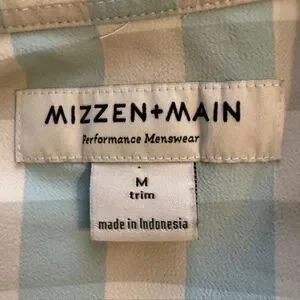 MIZZEN+MAIN
Performance Menswear
M
trim
made in Indonesia